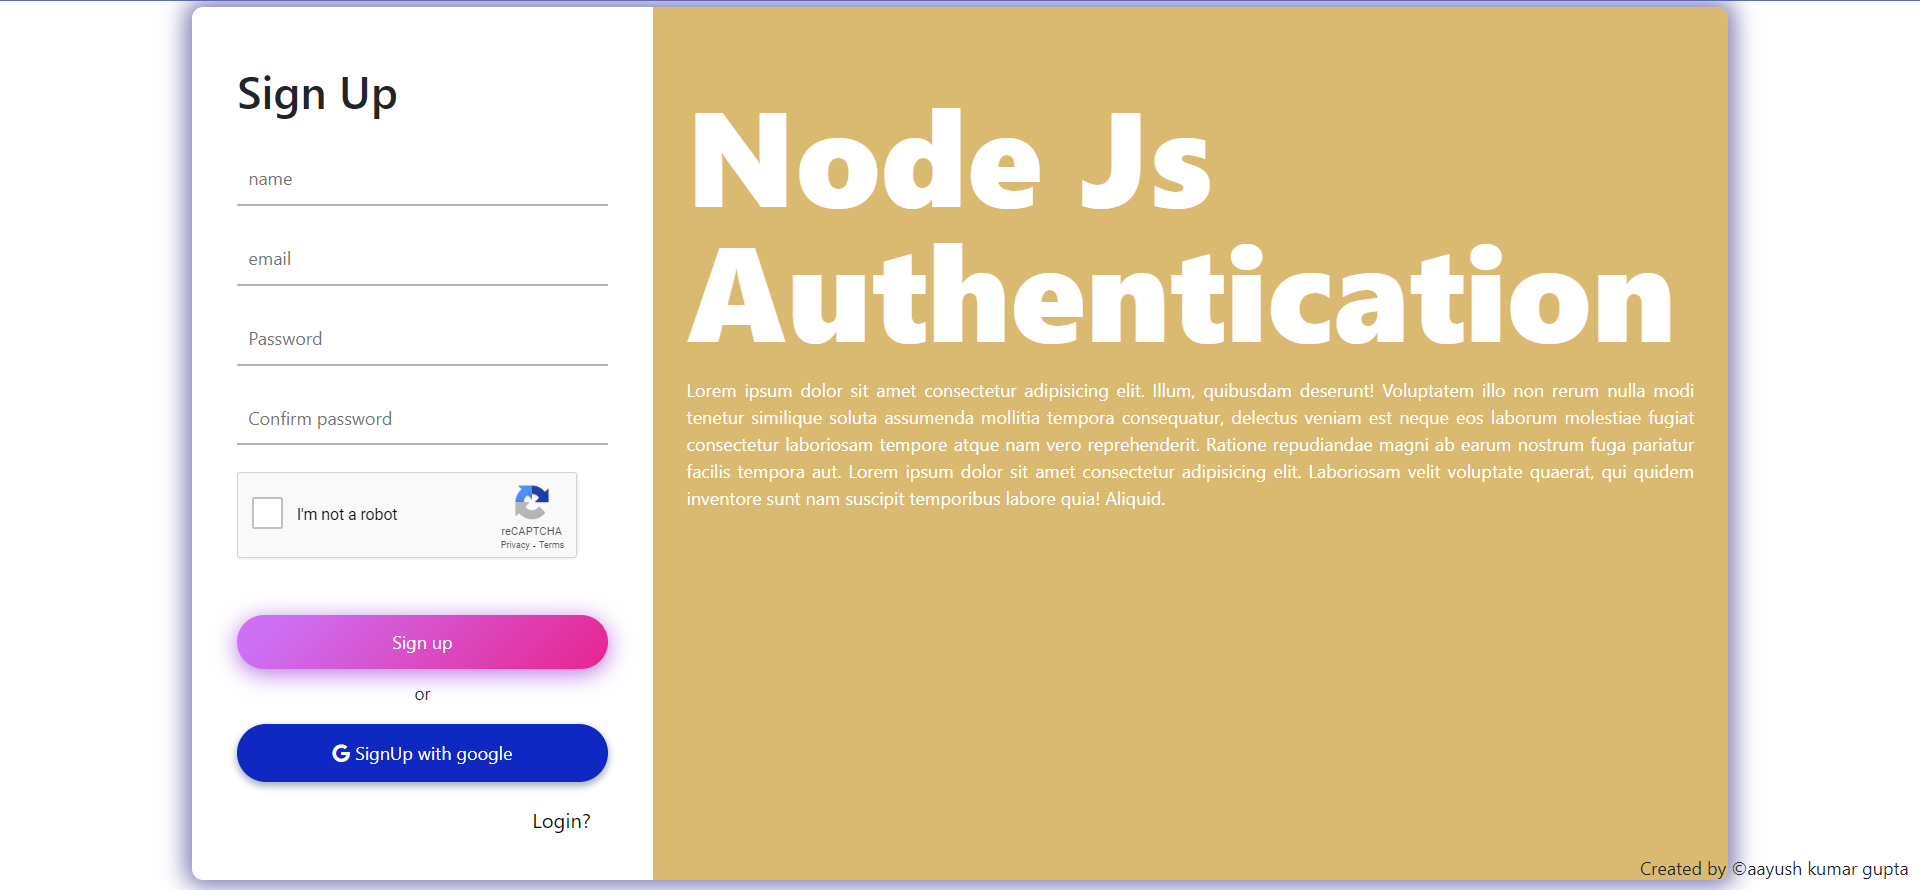 Sign Up
name
email
Password
Confirm password
I'm not a robot
reCAPTCHA
Privacy - Terms
Sign up
or
SignUp with google
Login?
Node Js
Authentication
Lorem ipsum dolor sit amet consectetur adipisicing elit. Illum, quibusdam deserunt! Voluptatem illo non rerum nulla modi
tenetur similique soluta assumenda mollitia tempora consequatur, delectus veniam est neque eos laborum molestiae fugiat
consectetur laboriosam tempore atque nam vero reprehenderit. Ratione repudiandae magni ab earum nostrum fuga pariatur
facilis tempora aut. Lorem ipsum dolor sit amet consectetur adipisicing elit. Laboriosam velit voluptate quaerat, qui quidem
inventore sunt nam suscipit temporibus labore quia! Aliquid.
Created by ©aayush kumar gupta